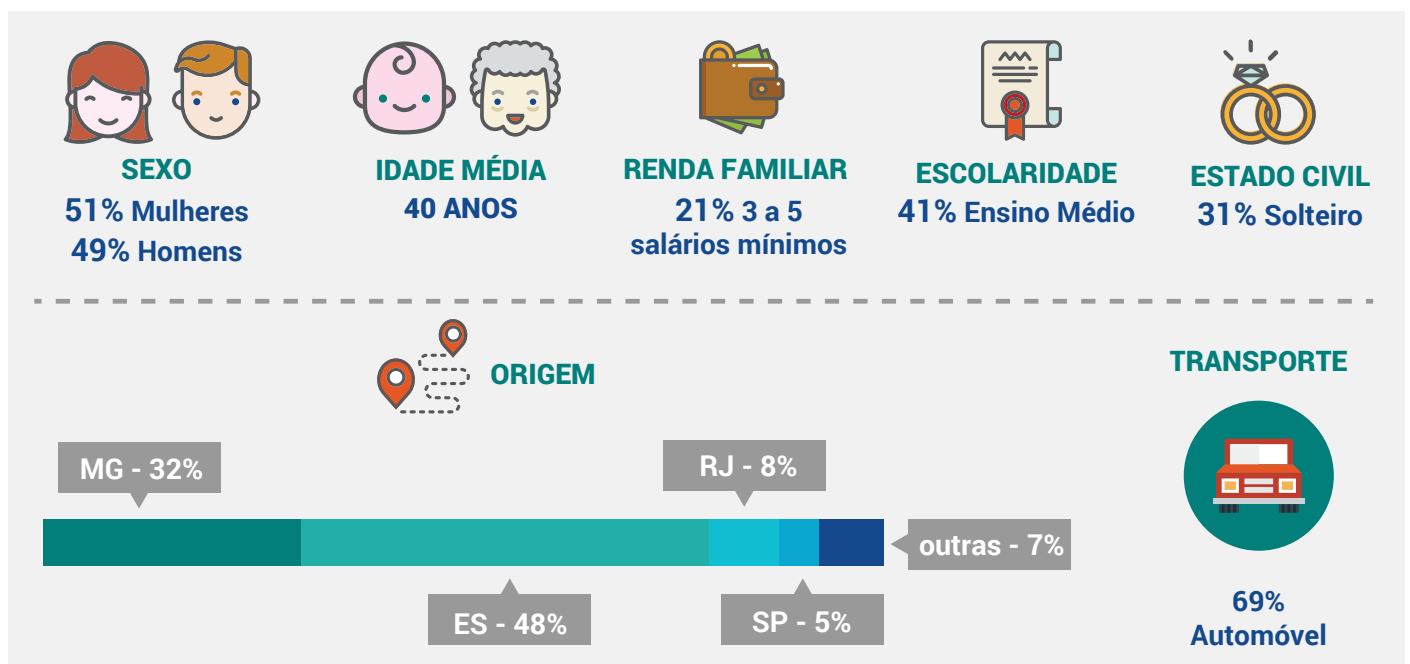 SEXO
51% Mulheres
49% Homens
IDADE MÉDIA
40 ANOS
RENDA FAMILIAR
21% 3 a 5
salários mínimos
ESCOLARIDADE
41% Ensino Médio
ESTADO CIVIL
31% Solteiro
ORIGEM
MG - 32%
RJ - 8%
outras - 7%
ES - 48%
SP - 5%
TRANSPORTE
69%
Automóvel